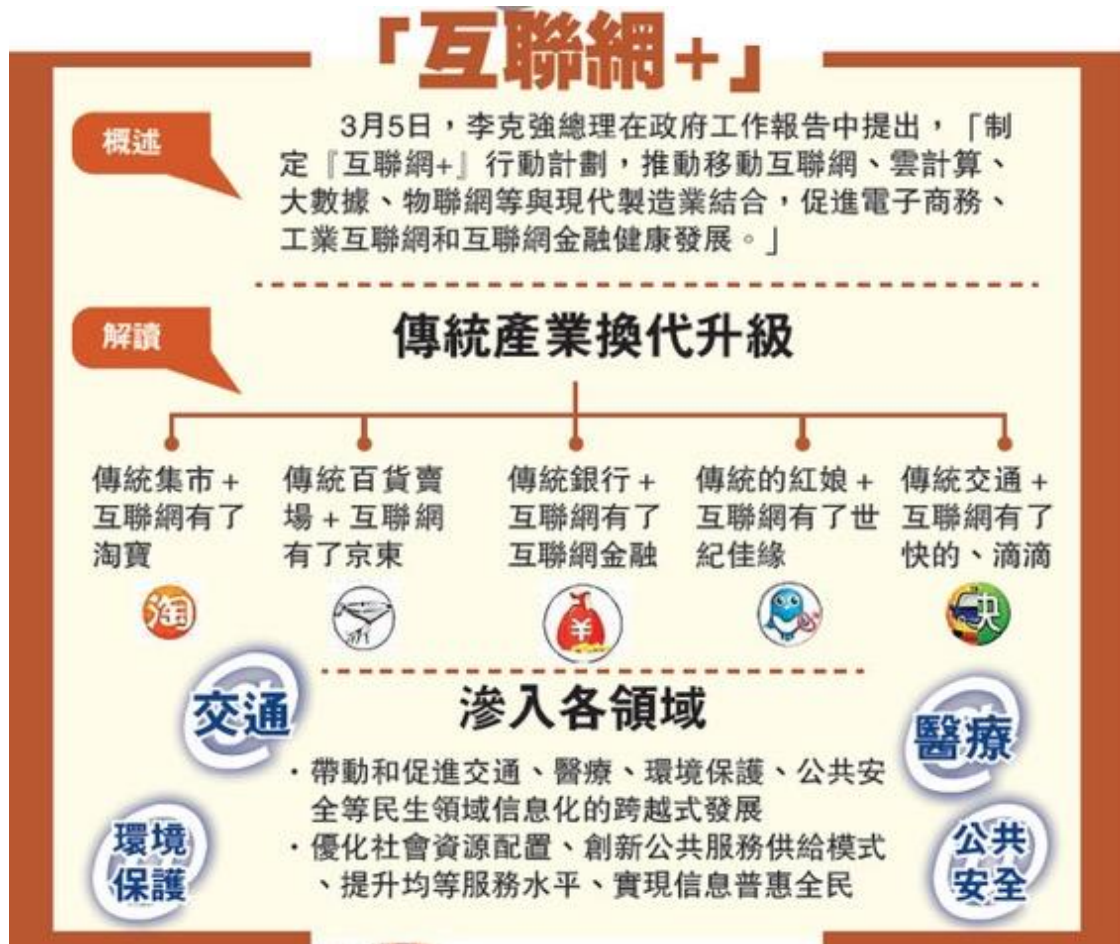 「互聯網+」
概述
3月5日，李克強總理在政府工作報告中提出，「制
定『互聯網+』行動計劃，推動移動互聯網、雲計算、
大數據、物聯網等與現代製造業結合，促進電子商務、
工業互聯網和互聯網金融健康發展。」
解讀
傳統產業換代升級
傳統集市+
互聯網有了
淘寶
傳統百貨賣
場+互聯網
有了京東
傳統銀行+
互聯網有了
互聯網金融
傳統的紅娘+
互聯網有了世
紀佳緣
傳統交通+
互聯網有了
快的、滴滴
淘
¥
快
交通
滲入各領域
醫療
·帶動和促進交通、醫療、環境保護、公共安
全等民生領域信息化的跨越式發展
·優化社會資源配置、創新公共服務供給模式
、提升均等服務水平、實現信息普惠全民
環境
保護
公共
安全